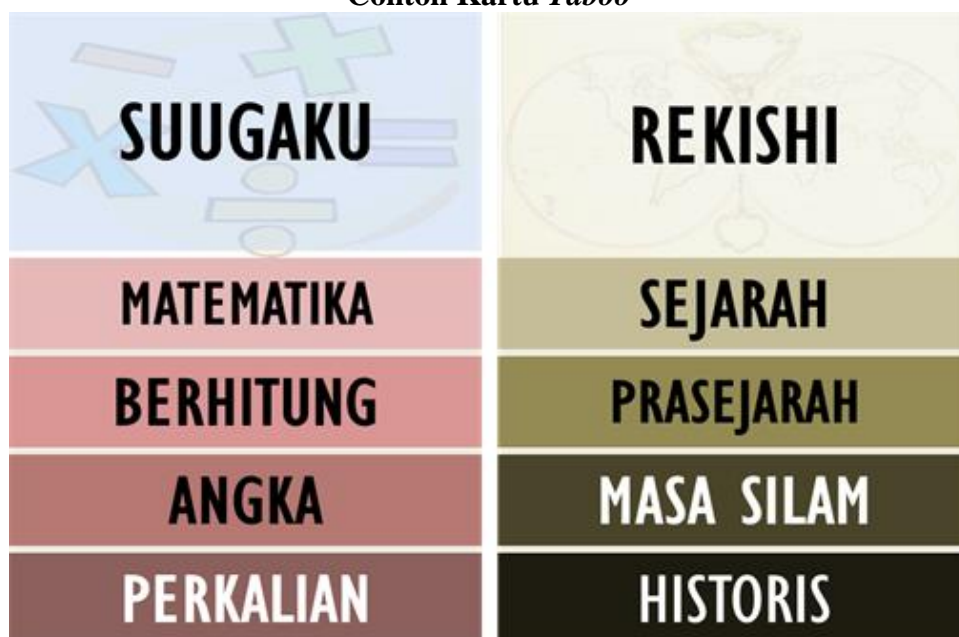 Contoh Kartu Taboo
SUUGAKU
MATEMATIKA
BERHITUNG
ANGKA
PERKALIAN
REKISHI
SEJARAH
PRASEJARAH
MASA SILAM
HISTORIS